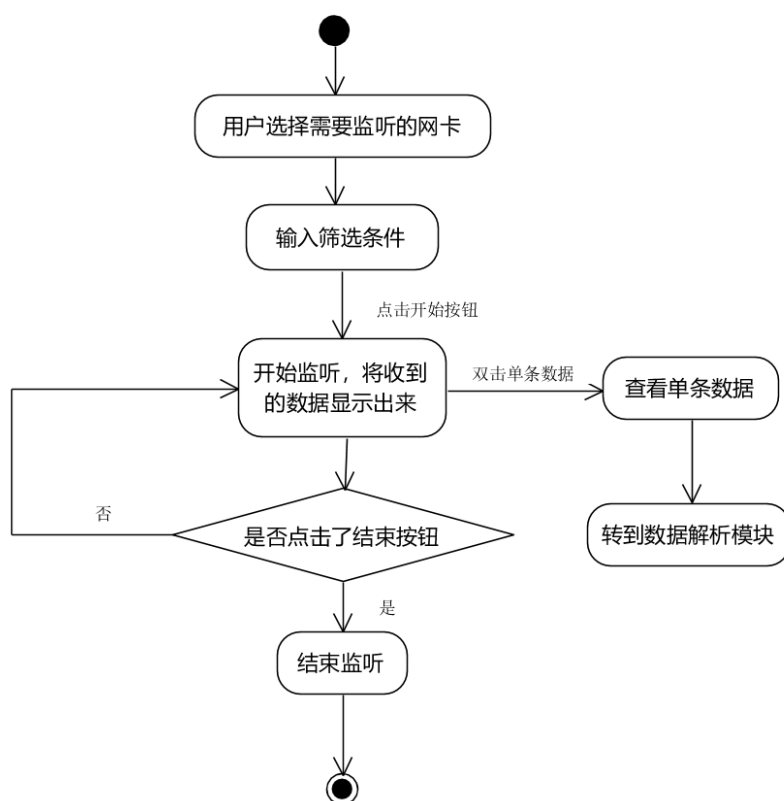 用户选择需要监听的网卡
输入筛选条件
点击开始按钮
开始监听，将收到
的数据显示出来
双击单条数据
查看单条数据
否
是否点击了结束按钮
转到数据解析模块
是
结束监听